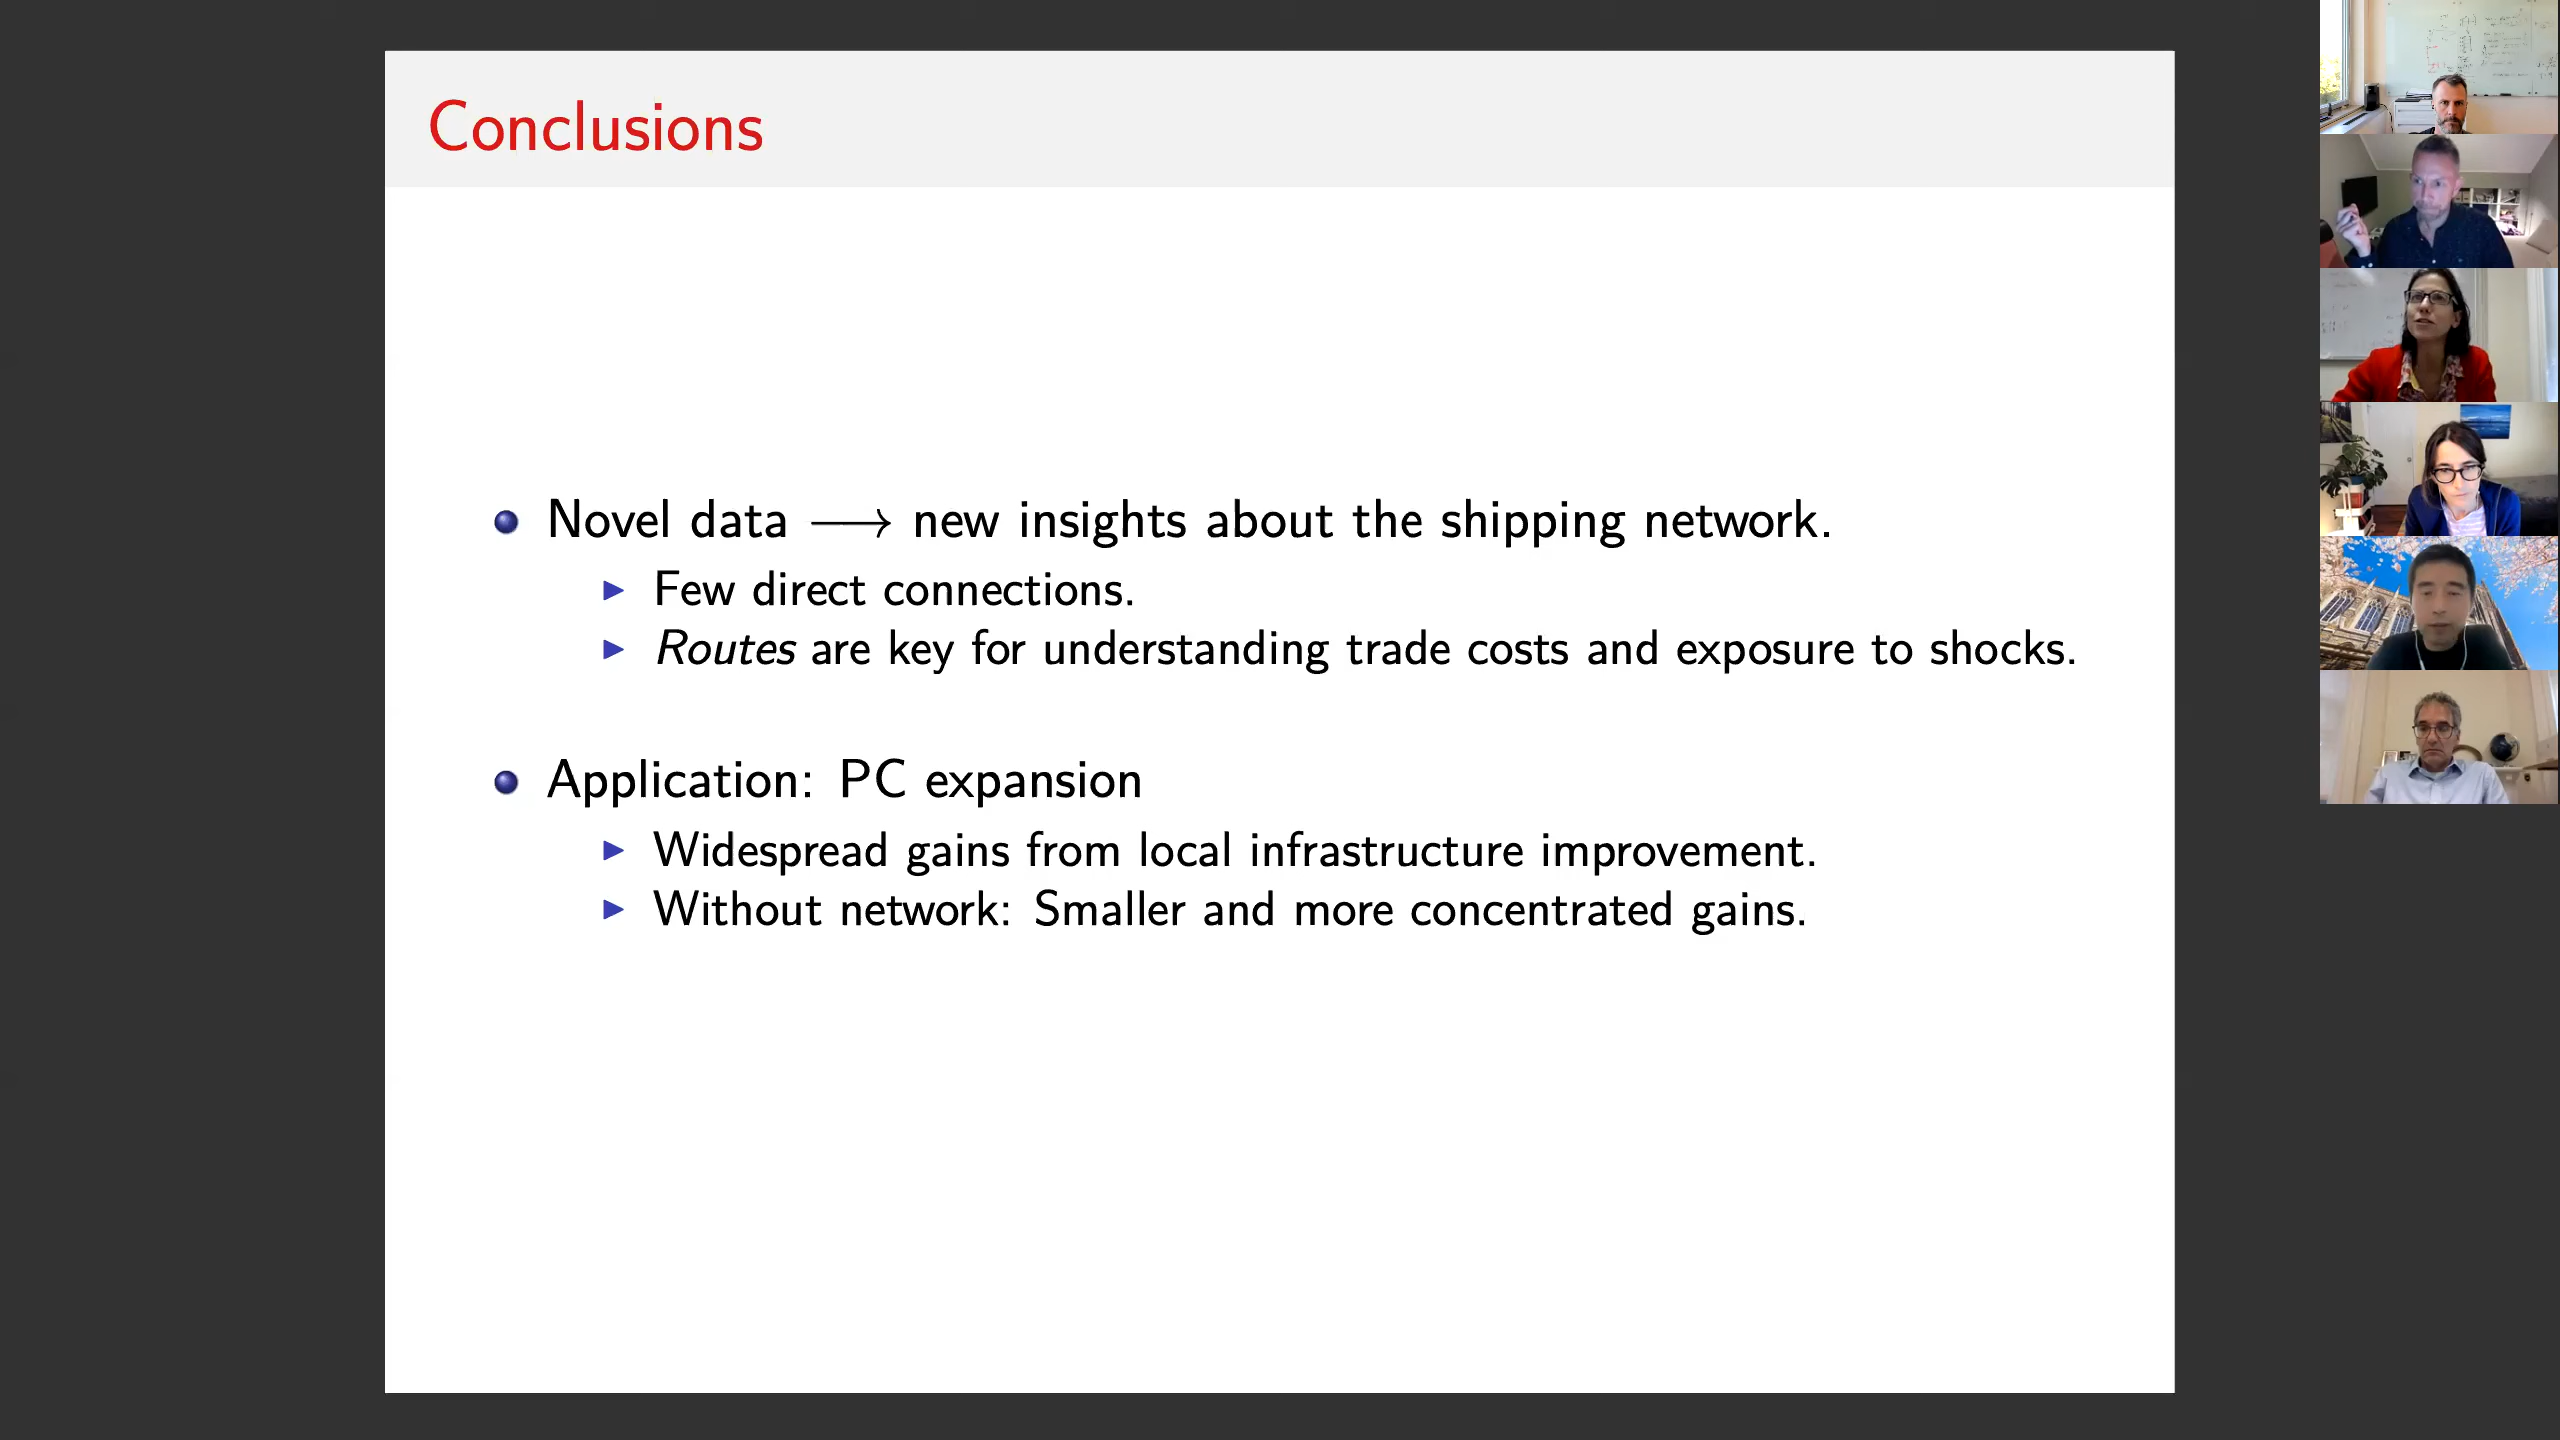 Conclusions
Novel data ⟶ new insights about the shipping network.
Few direct connections.
Routes are key for understanding trade costs and exposure to shocks.
Application: PC expansion
Widespread gains from local infrastructure improvement.
Without network: Smaller and more concentrated gains.